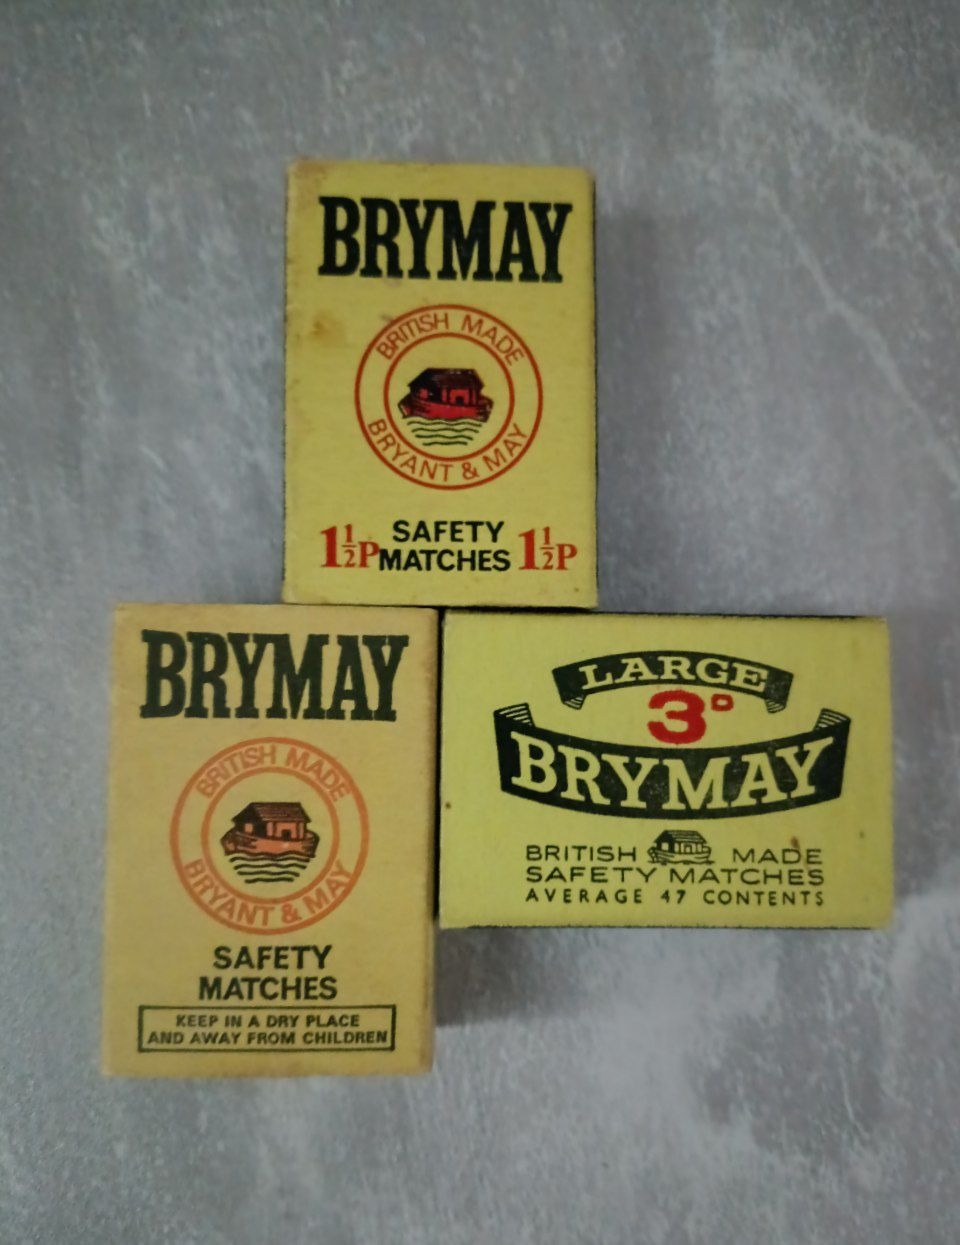 BRYMAY
BRITISH MADE
BRYANT & MAY
1½P SAFETY MATCHES 1½P
BRYMAY
BRITISH MADE
BRYANT & MAY
SAFETY
MATCHES
KEEP IN A DRY PLACE
AND AWAY FROM CHILDREN
LARGE
3D
BRYMAY
BRITISH MADE
SAFETY MATCHES
AVERAGE 47 CONTENTS